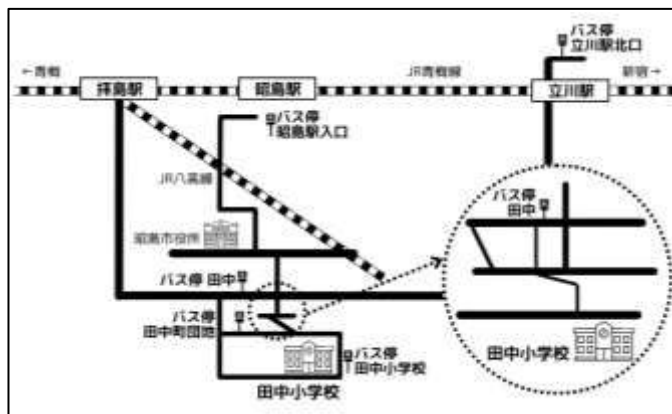 バス停
立川駅北口
←青梅
JR青梅線
新宿→
拝島駅
昭島駅
立川駅
バス停
昭島駅入口
JR八高線
バス停
田中
昭島市役所
バス停 田中
バス停
田中町団地
バス停
田中小学校
田中小学校
田中小学校